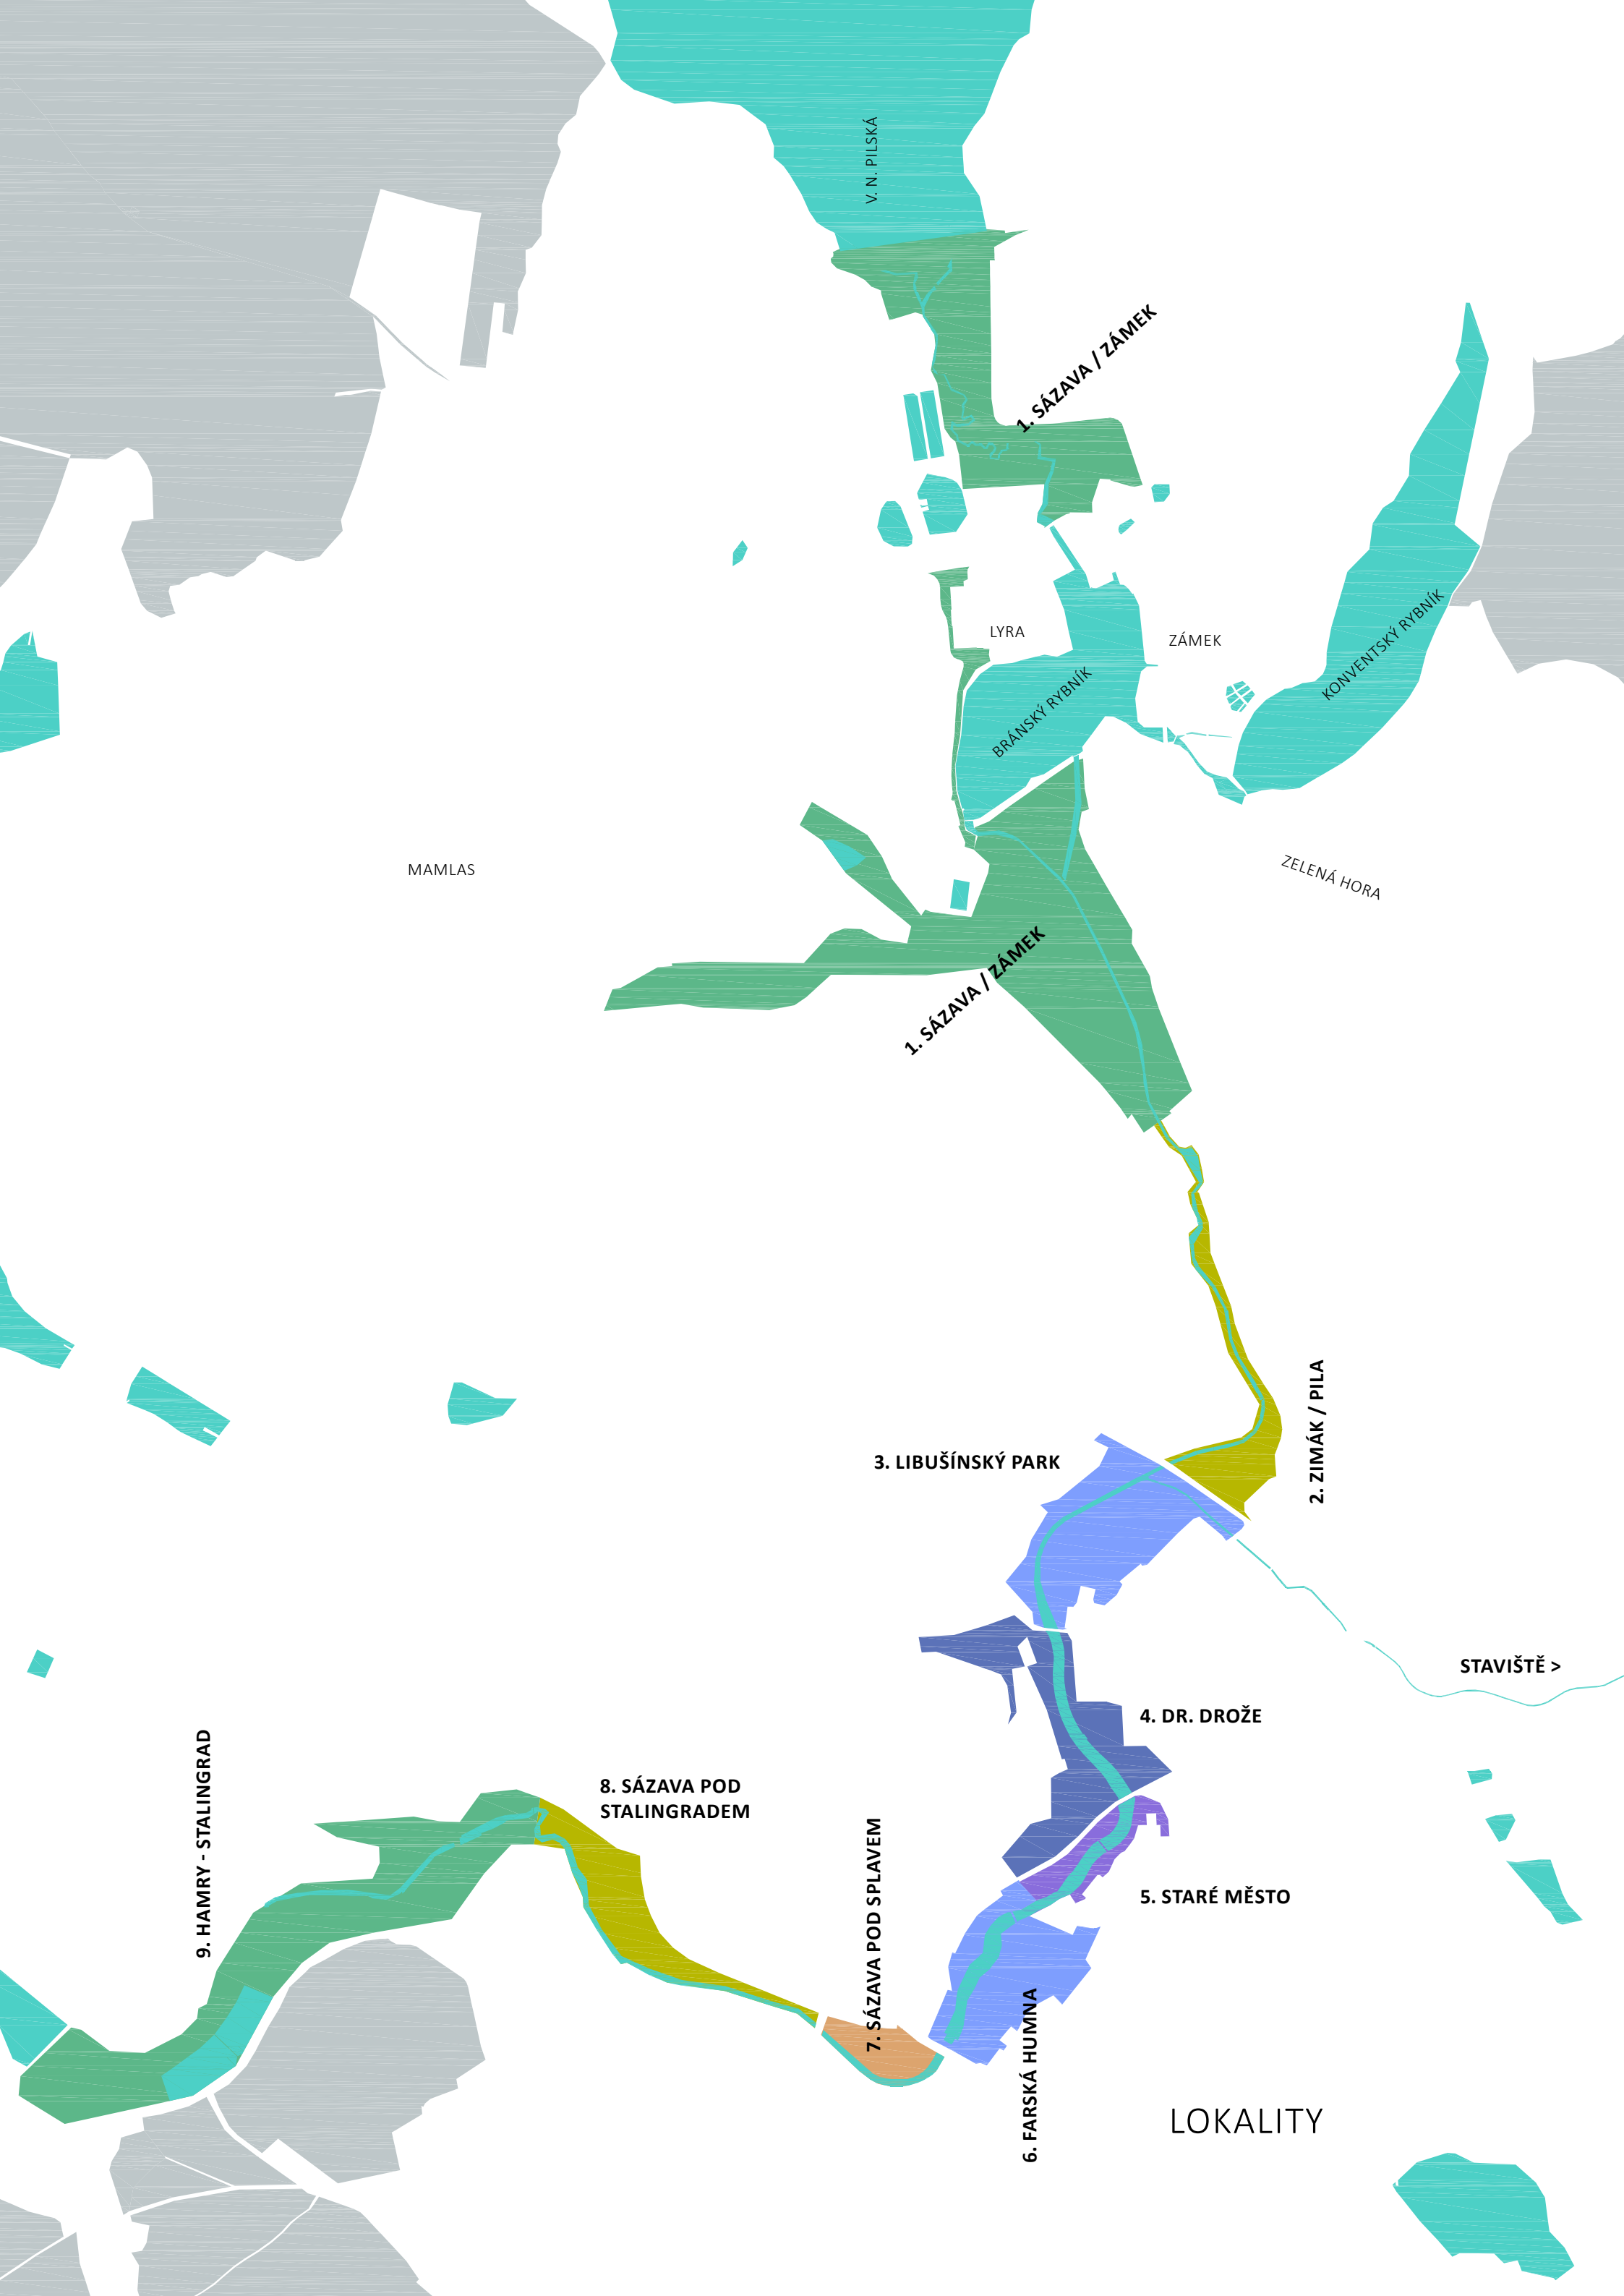 V. N. PILSKÁ
1. SÁZAVA / ZÁMEK
LYRA
ZÁMEK
KONVENTSKÝ RYBNÍK
BRÁNSKÝ RYBNÍK
MAMLAS
ZELENÁ HORA
1. SÁZAVA / ZÁMEK
2. ZIMÁK / PILA
3. LIBUŠÍNSKÝ PARK
STAVIŠTĚ >
4. DR. DROŽE
9. HAMRY - STALINGRAD
8. SÁZAVA POD
STALINGRADEM
7. SÁZAVA POD SPLAVEM
5. STARÉ MĚSTO
6. FARSKÁ HUMNA
LOKALITY